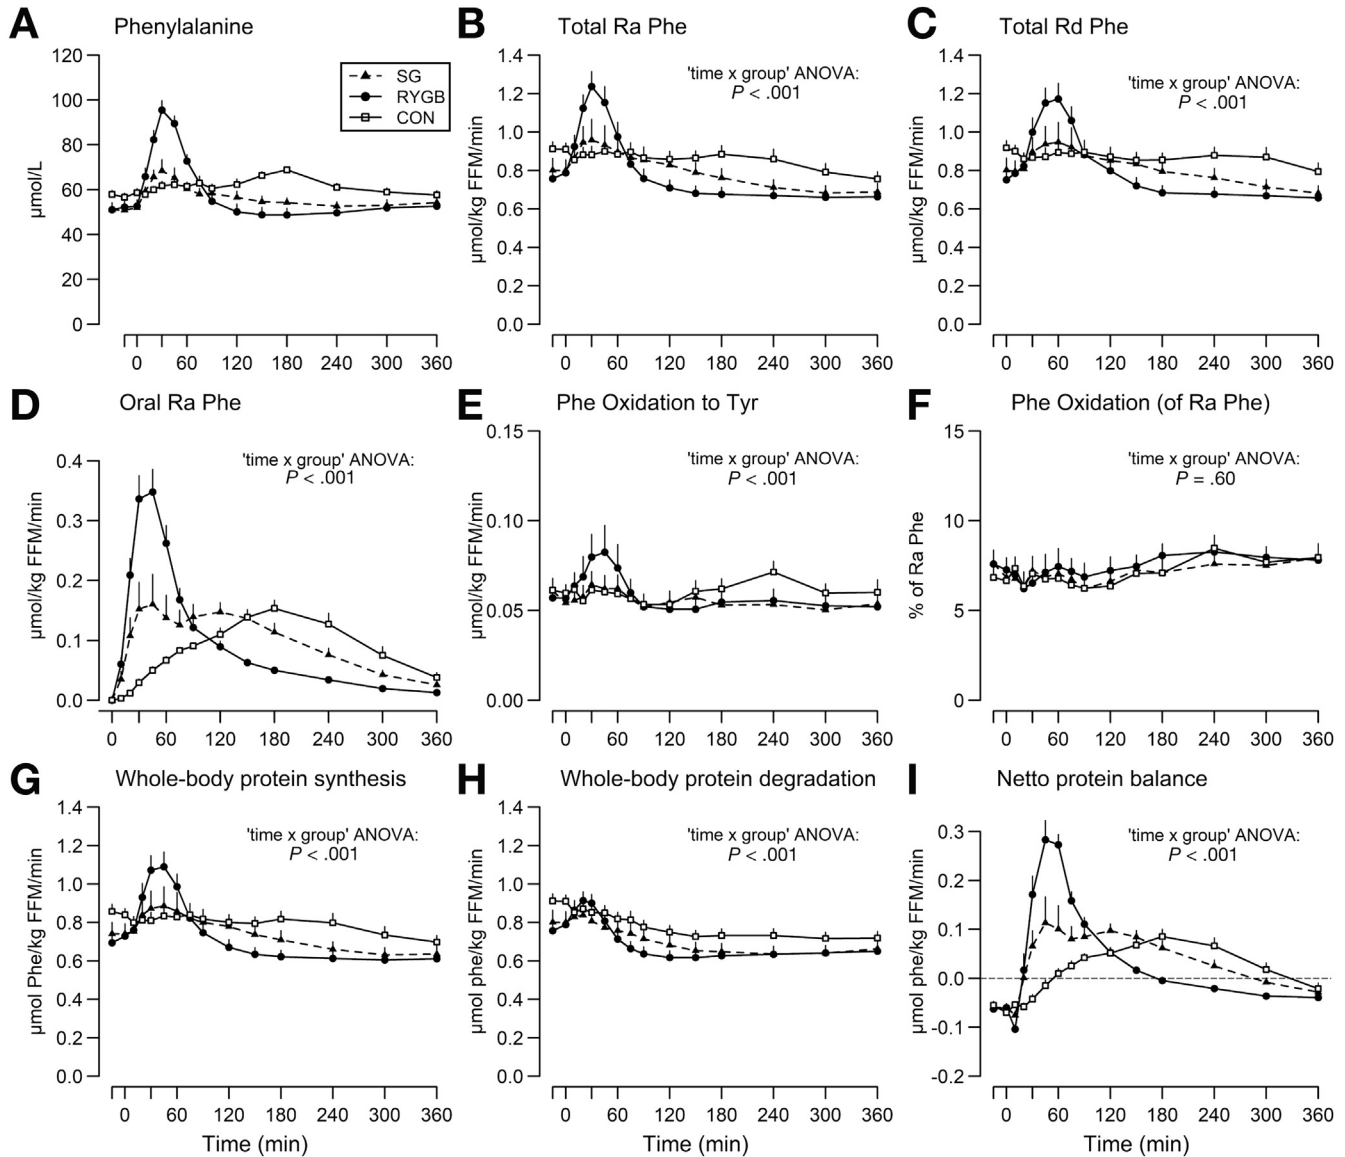 A Phenylalanine
120
100
80
60
40
20
0
µmol/L
SG
RYGB
CON
0 60 120 180 240 300 360
B Total Ra Phe
1.4
1.2
1.0
0.8
0.6
0.4
0.2
0.0
µmol/kg FFM/min
'time x group' ANOVA:
P < .001
0 60 120 180 240 300 360
C Total Rd Phe
1.4
1.2
1.0
0.8
0.6
0.4
0.2
0.0
µmol/kg FFM/min
'time x group' ANOVA:
P < .001
0 60 120 180 240 300 360
D Oral Ra Phe
0.4
0.3
0.2
0.1
0.0
µmol/kg FFM/min
'time x group' ANOVA:
P < .001
0 60 120 180 240 300 360
E Phe Oxidation to Tyr
0.15
0.10
0.05
0.00
µmol/kg FFM/min
'time x group' ANOVA:
P < .001
0 60 120 180 240 300 360
F Phe Oxidation (of Ra Phe)
15
10
5
0
% of Ra Phe
'time x group' ANOVA:
P = .60
0 60 120 180 240 300 360
G Whole-body protein synthesis
1.4
1.2
1.0
0.8
0.6
0.4
0.2
0.0
µmol Phe/kg FFM/min
'time x group' ANOVA:
P < .001
0 60 120 180 240 300 360
Time (min)
H Whole-body protein degradation
1.4
1.2
1.0
0.8
0.6
0.4
0.2
0.0
µmol phe/kg FFM/min
'time x group' ANOVA:
P < .001
0 60 120 180 240 300 360
Time (min)
I Netto protein balance
0.3
0.2
0.1
0.0
-0.1
-0.2
µmol phe/kg FFM/min
'time x group' ANOVA:
P < .001
0 60 120 180 240 300 360
Time (min)